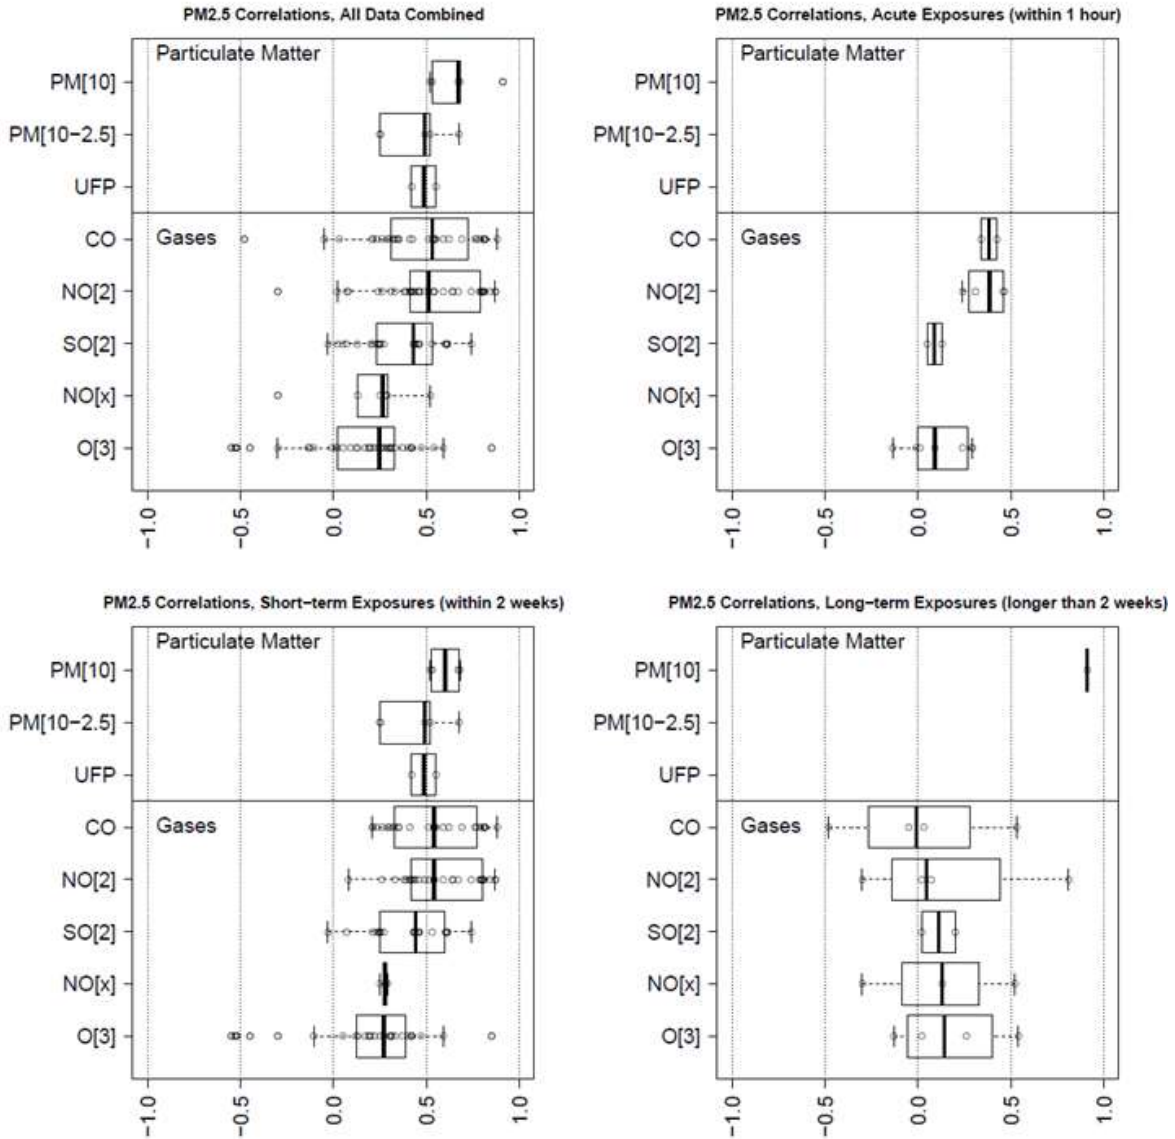 PM2.5 Correlations, All Data Combined
Particulate Matter
PM[10]
PM[10−2.5]
UFP
Gases
CO
NO[2]
SO[2]
NO[x]
O[3]
−1.0 −0.5 0.0 0.5 1.0
PM2.5 Correlations, Acute Exposures (within 1 hour)
Particulate Matter
PM[10]
PM[10−2.5]
UFP
Gases
CO
NO[2]
SO[2]
NO[x]
O[3]
−1.0 −0.5 0.0 0.5 1.0
PM2.5 Correlations, Short−term Exposures (within 2 weeks)
Particulate Matter
PM[10]
PM[10−2.5]
UFP
Gases
CO
NO[2]
SO[2]
NO[x]
O[3]
−1.0 −0.5 0.0 0.5 1.0
PM2.5 Correlations, Long−term Exposures (longer than 2 weeks)
Particulate Matter
PM[10]
PM[10−2.5]
UFP
Gases
CO
NO[2]
SO[2]
NO[x]
O[3]
−1.0 −0.5 0.0 0.5 1.0